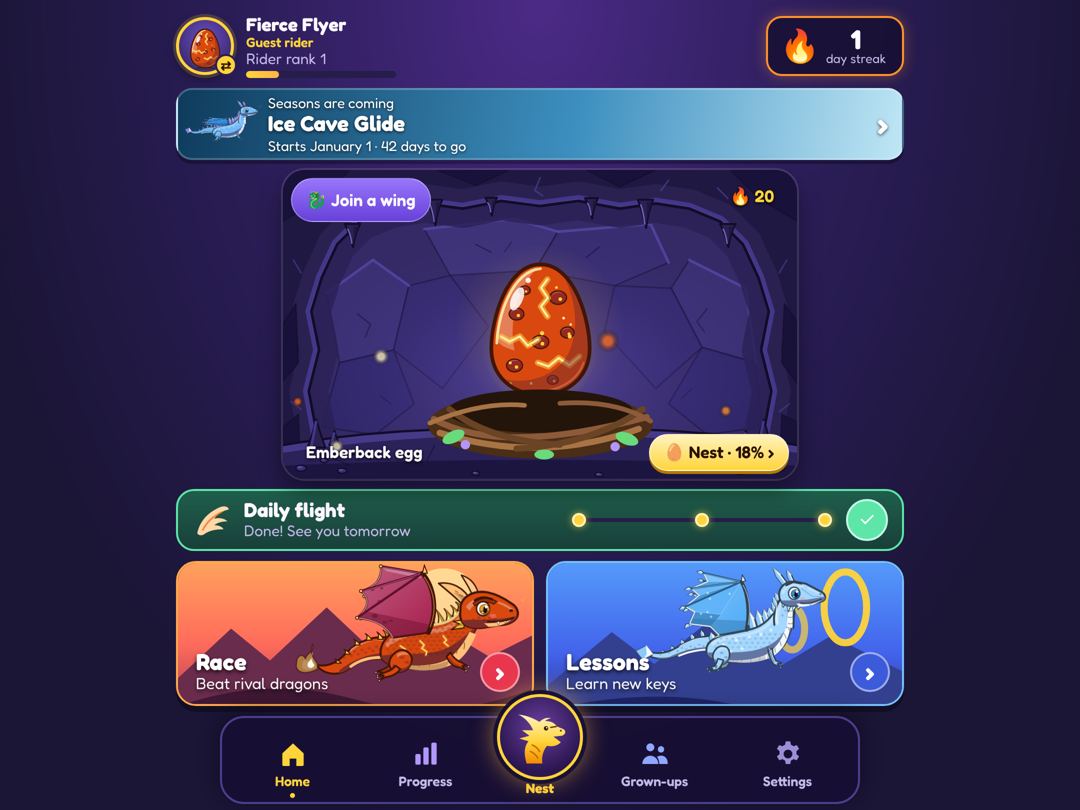 Fierce Flyer
Guest rider
Rider rank 1
1
day streak
Seasons are coming
Ice Cave Glide
Starts January 1 · 42 days to go
Join a wing
20
Emberback egg
Nest · 18% ›
Daily flight
Done! See you tomorrow
Race
Beat rival dragons
Lessons
Learn new keys
Home
Progress
Nest
Grown-ups
Settings